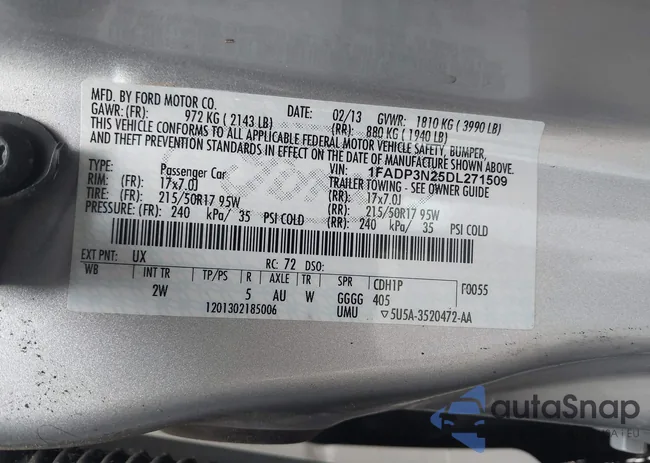 MFD. BY FORD MOTOR CO. DATE: 02/13 GVWR: 1810 KG ( 3990 LB)
GAWR:(FR): 972 KG ( 2143 LB) (RR): 880 KG ( 1940 LB)
THIS VEHICLE CONFORMS TO ALL APPLICABLE FEDERAL MOTOR VEHICLE SAFETY, BUMPER,
AND THEFT PREVENTION STANDARDS IN EFFECT ON THE DATE OF MANUFACTURE SHOWN ABOVE.
VIN: 1FADP3N25DL271509
TYPE: Passenger Car TRAILER TOWING - SEE OWNER GUIDE
RIM: (FR): 17x7.0J (RR): 17x7.0J
TIRE: (FR): 215/50R17 95W (RR): 215/50R17 95W
PRESSURE: (FR): 240 kPa/ 35 PSI COLD (RR): 240 kPa/ 35 PSI COLD
EXT PNT: UX RC: 72 DSO:
WB INT TR TP/PS R AXLE TR SPR CDH1P F0055
2W 5 AU W GGGG 405
1201302185006 UMU ▽5U5A-3520472-AA
autoSnap